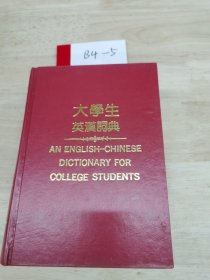 B4-5
大學生
英漢詞典
AN ENGLISH-CHINESE
DICTIONARY FOR
COLLEGE STUDENTS